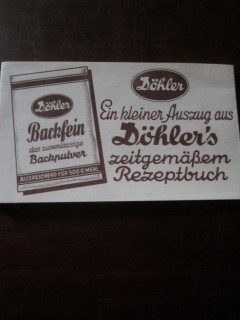 Döhler
Backfein
das zuverlässige
Backpulver
AUSREICHEND FÜR 500 G MEHL
Döhler
Ein kleiner Auszug aus
Döhler's
zeitgemäßem
Rezeptbuch